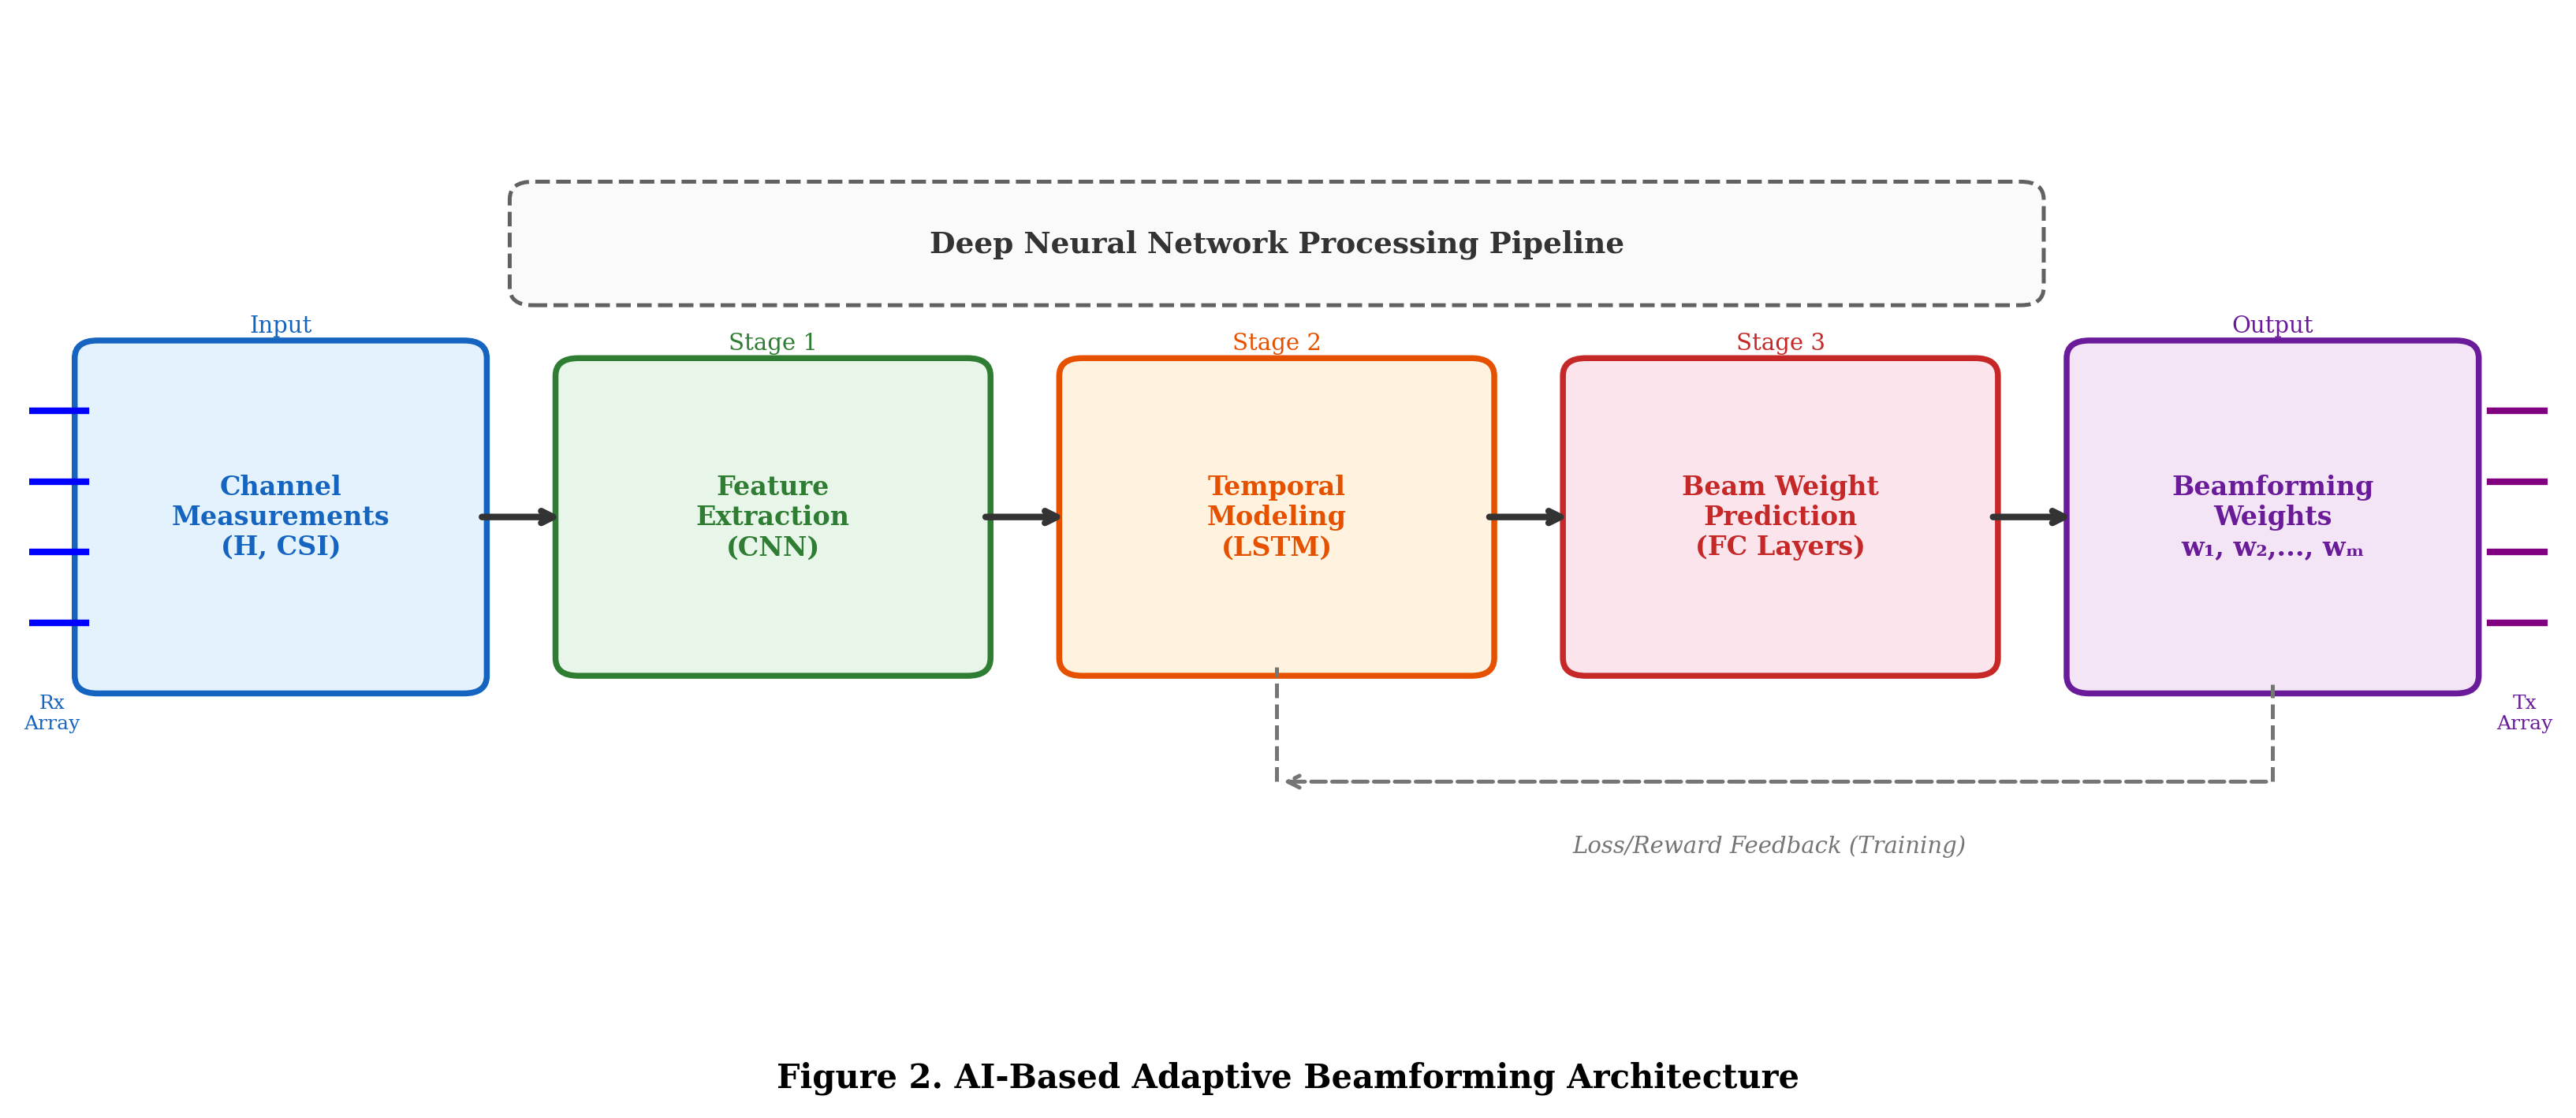 Deep Neural Network Processing Pipeline
Input
Stage 1
Stage 2
Stage 3
Output
Channel
Measurements
(H, CSI)
Feature
Extraction
(CNN)
Temporal
Modeling
(LSTM)
Beam Weight
Prediction
(FC Layers)
Beamforming
Weights
w₁, w₂,..., wₘ
Rx
Array
Tx
Array
Loss/Reward Feedback (Training)
Figure 2. AI-Based Adaptive Beamforming Architecture